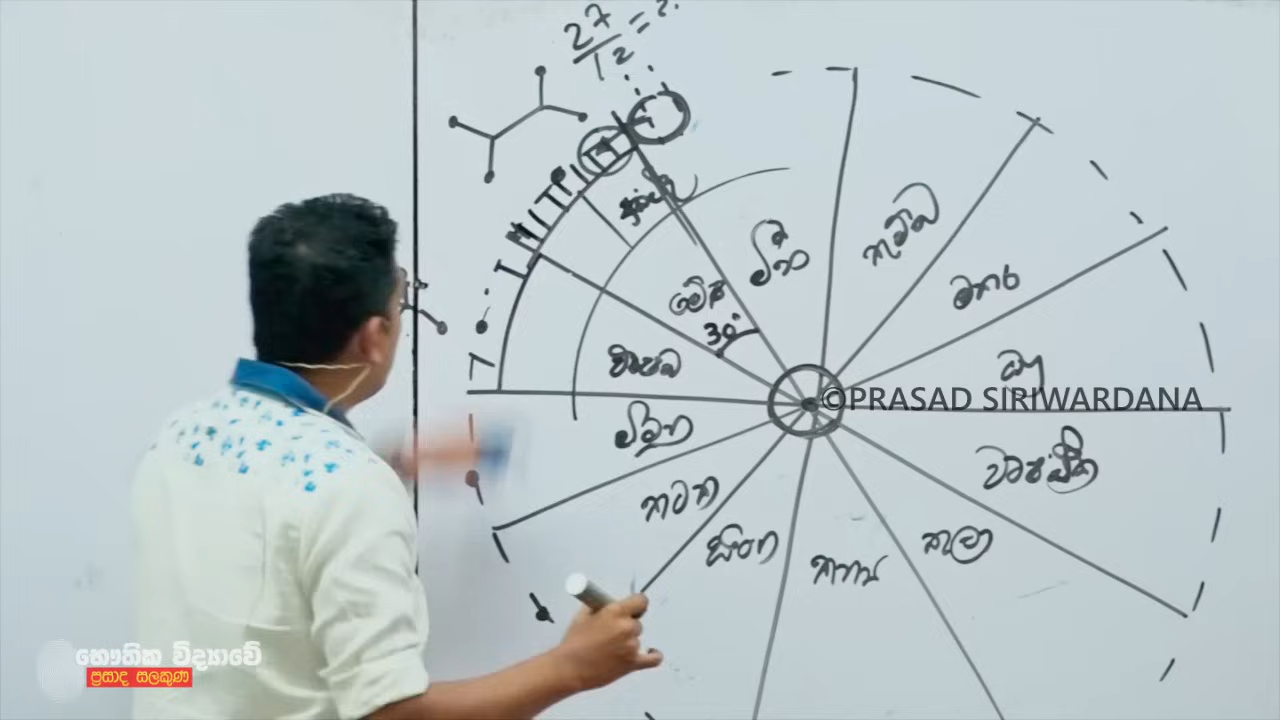 27
12 = ?
මීන
කුම්භ
මකර
මේෂ
30°
ධනු
වෘෂභ
©PRASAD SIRIWARDANA
මිථුන
කටක
සිංහ
කන්‍යා
තුලා
භෞතික විද්‍යාවේ
ප්‍රසාද සලකුණ